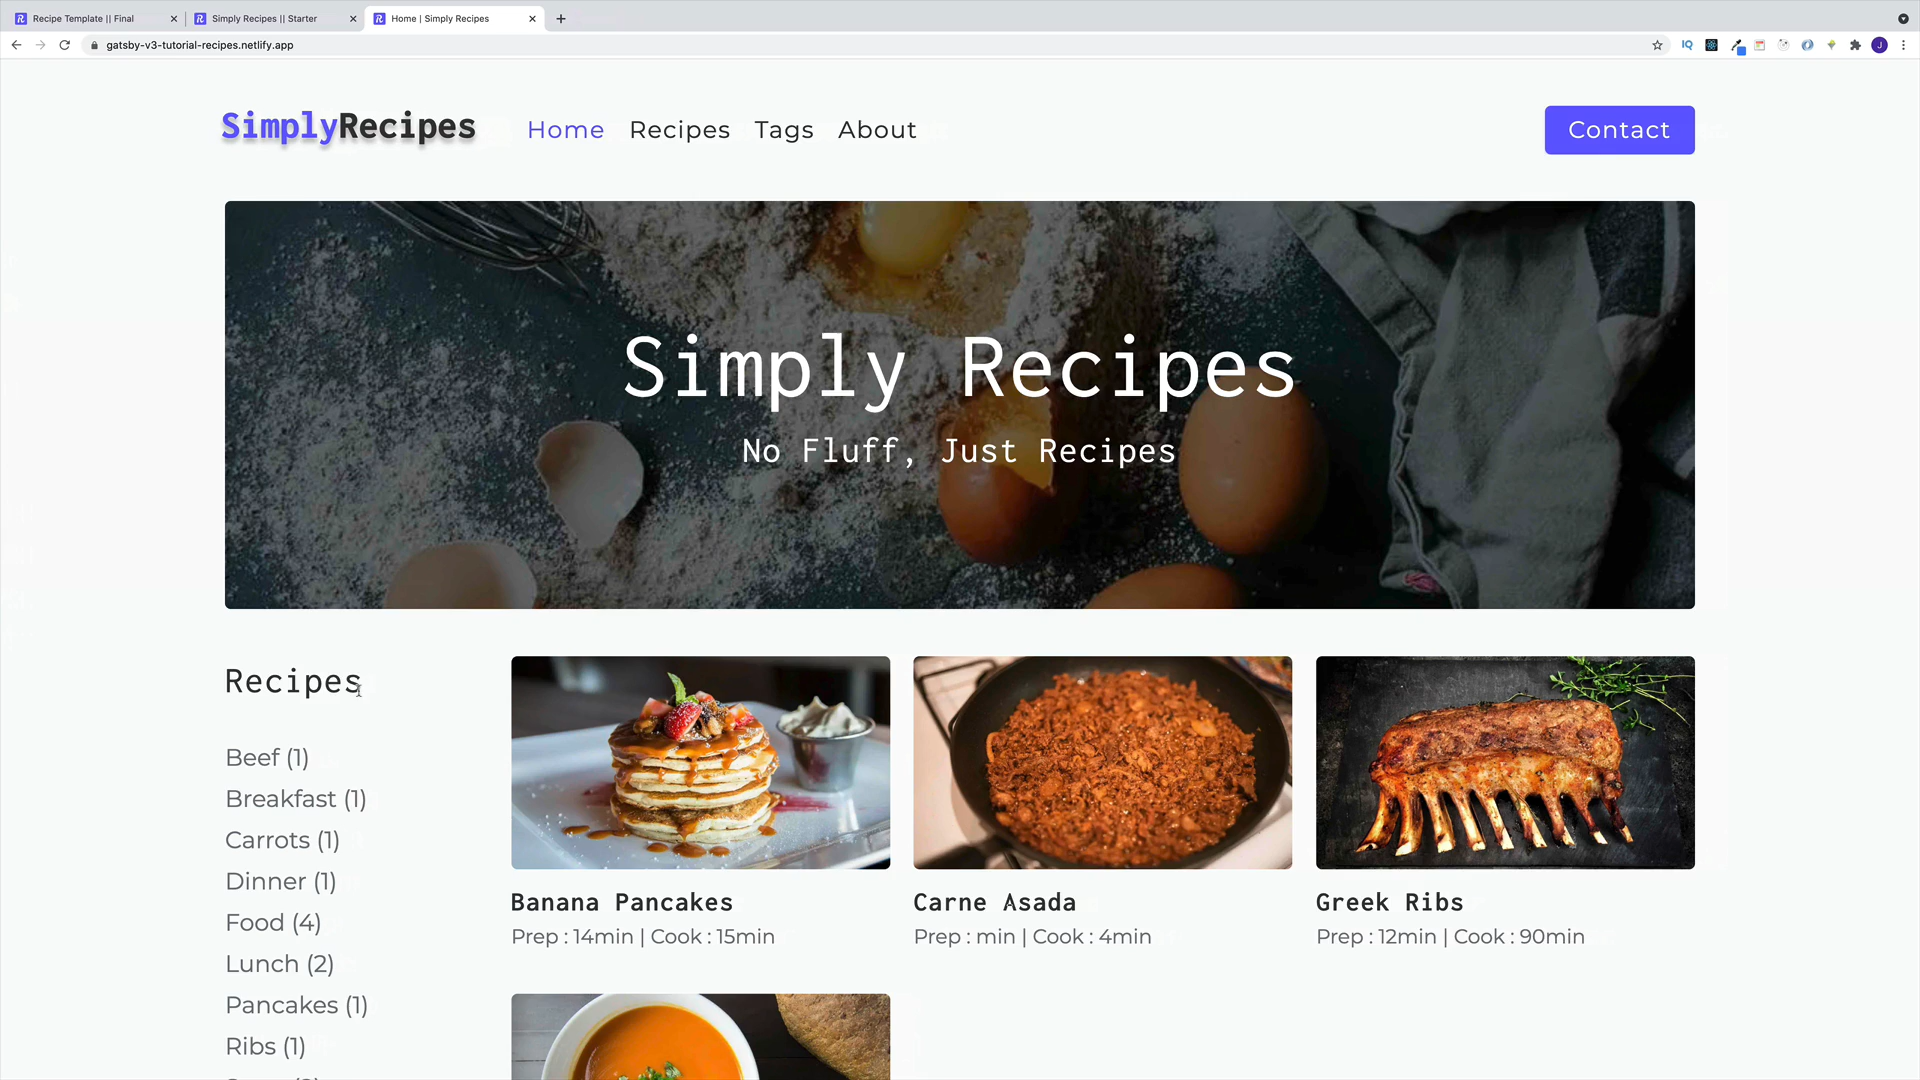 Recipe Template || Final
Simply Recipes || Starter
Home | Simply Recipes
gatsby-v3-tutorial-recipes.netlify.app
IQ
J
SimplyRecipes
Home
Recipes
Tags
About
Contact
Simply Recipes
No Fluff, Just Recipes
Recipes
Beef (1)
Breakfast (1)
Carrots (1)
Dinner (1)
Food (4)
Lunch (2)
Pancakes (1)
Ribs (1)
Banana Pancakes
Prep : 14min | Cook : 15min
Carne Asada
Prep : min | Cook : 4min
Greek Ribs
Prep : 12min | Cook : 90min